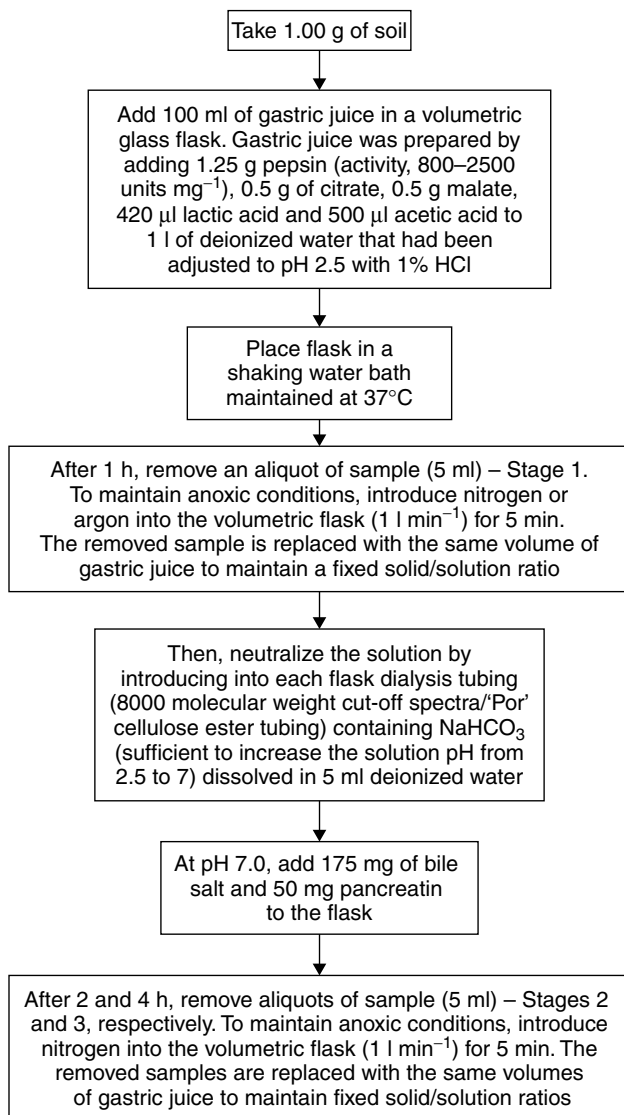 Take 1.00 g of soil
Add 100 ml of gastric juice in a volumetric
glass flask. Gastric juice was prepared by
adding 1.25 g pepsin (activity, 800–2500
units mg⁻¹), 0.5 g of citrate, 0.5 g malate,
420 μl lactic acid and 500 μl acetic acid to
1 l of deionized water that had been
adjusted to pH 2.5 with 1% HCl
Place flask in a
shaking water bath
maintained at 37°C
After 1 h, remove an aliquot of sample (5 ml) – Stage 1.
To maintain anoxic conditions, introduce nitrogen or
argon into the volumetric flask (1 l min⁻¹) for 5 min.
The removed sample is replaced with the same volume of
gastric juice to maintain a fixed solid/solution ratio
Then, neutralize the solution by
introducing into each flask dialysis tubing
(8000 molecular weight cut-off spectra/‘Por’
cellulose ester tubing) containing NaHCO₃
(sufficient to increase the solution pH from
2.5 to 7) dissolved in 5 ml deionized water
At pH 7.0, add 175 mg of bile
salt and 50 mg pancreatin
to the flask
After 2 and 4 h, remove aliquots of sample (5 ml) – Stages 2
and 3, respectively. To maintain anoxic conditions, introduce
nitrogen into the volumetric flask (1 l min⁻¹) for 5 min. The
removed samples are replaced with the same volumes
of gastric juice to maintain fixed solid/solution ratios